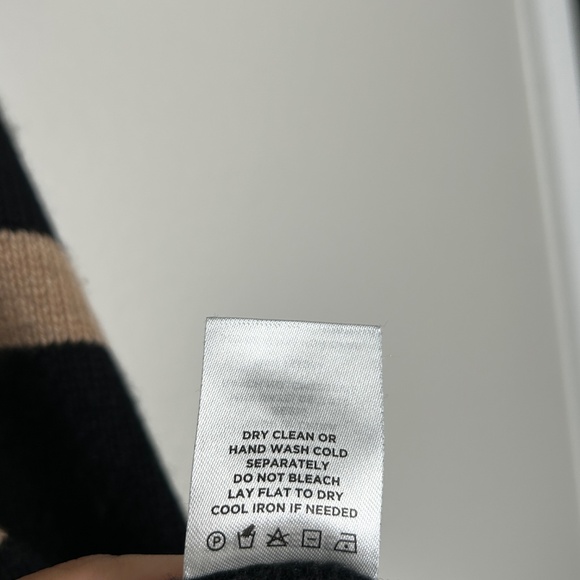 DRY CLEAN OR
HAND WASH COLD
SEPARATELY
DO NOT BLEACH
LAY FLAT TO DRY
COOL IRON IF NEEDED
P